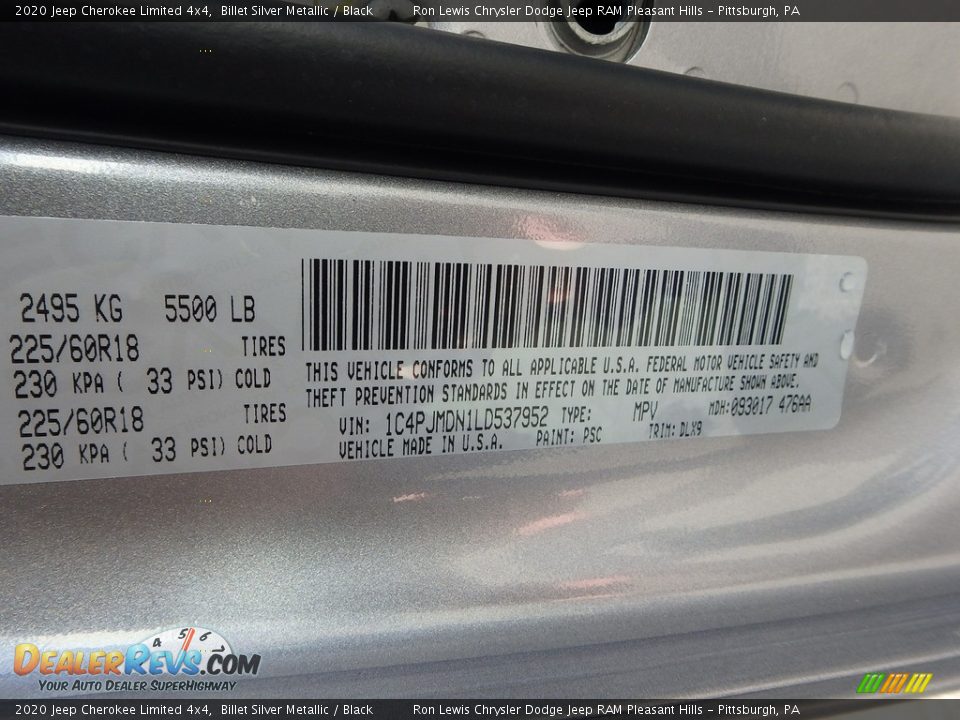 2020 Jeep Cherokee Limited 4x4, Billet Silver Metallic / Black Ron Lewis Chrysler Dodge Jeep RAM Pleasant Hills - Pittsburgh, PA
2495 KG 5500 LB
225/60R18 TIRES
230 KPA ( 33 PSI) COLD
225/60R18 TIRES
230 KPA ( 33 PSI) COLD
THIS VEHICLE CONFORMS TO ALL APPLICABLE U.S.A. FEDERAL MOTOR VEHICLE SAFETY AND
THEFT PREVENTION STANDARDS IN EFFECT ON THE DATE OF MANUFACTURE SHOWN ABOVE.
VIN: 1C4PJMDN1LD537952 TYPE: MPV MDH:093017 476AA
VEHICLE MADE IN U.S.A. PAINT: PSC TRIM: DLX9
4 5 6
DealerRevs.com
Your Auto Dealer SuperHighway
2020 Jeep Cherokee Limited 4x4, Billet Silver Metallic / Black Ron Lewis Chrysler Dodge Jeep RAM Pleasant Hills - Pittsburgh, PA